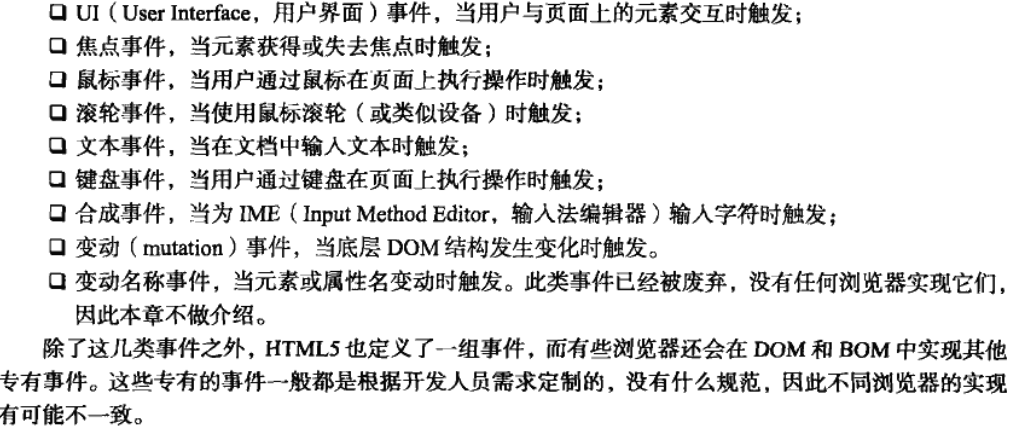 ❑ UI（User Interface，用户界面）事件，当用户与页面上的元素交互时触发；
❑ 焦点事件，当元素获得或失去焦点时触发；
❑ 鼠标事件，当用户通过鼠标在页面上执行操作时触发；
❑ 滚轮事件，当使用鼠标滚轮（或类似设备）时触发；
❑ 文本事件，当在文档中输入文本时触发；
❑ 键盘事件，当用户通过键盘在页面上执行操作时触发；
❑ 合成事件，当为 IME（Input Method Editor，输入法编辑器）输入字符时触发；
❑ 变动（mutation）事件，当底层 DOM 结构发生变化时触发。
❑ 变动名称事件，当元素或属性名变动时触发。此类事件已经被废弃，没有任何浏览器实现它们，
因此本章不做介绍。
除了这几类事件之外，HTML5 也定义了一组事件，而有些浏览器还会在 DOM 和 BOM 中实现其他
专有事件。这些专有的事件一般都是根据开发人员需求定制的，没有什么规范，因此不同浏览器的实现
有可能不一致。